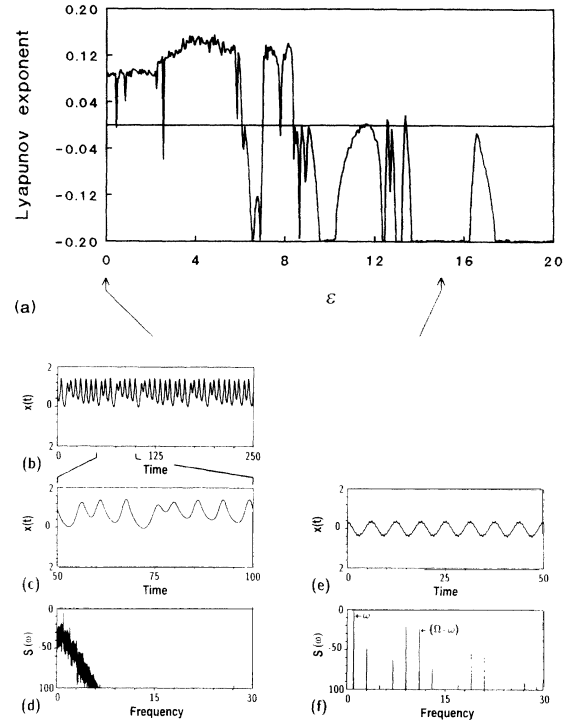 Lyapunov exponent
0.20
0.12
0.04
-0.04
-0.12
-0.20
0 4 8 12 16 20
ε
(a)
x(t)
2
0
2
0 125 250
Time
(b)
x(t)
2
0
2
50 75 100
Time
(c)
S(ω)
0
-50
100
0 30
Frequency
(d)
x(t)
2
0
2
0 25 50
Time
(e)
S(ω)
0
-50
100
ω
(Ω-ω)
0 30
Frequency
(f)